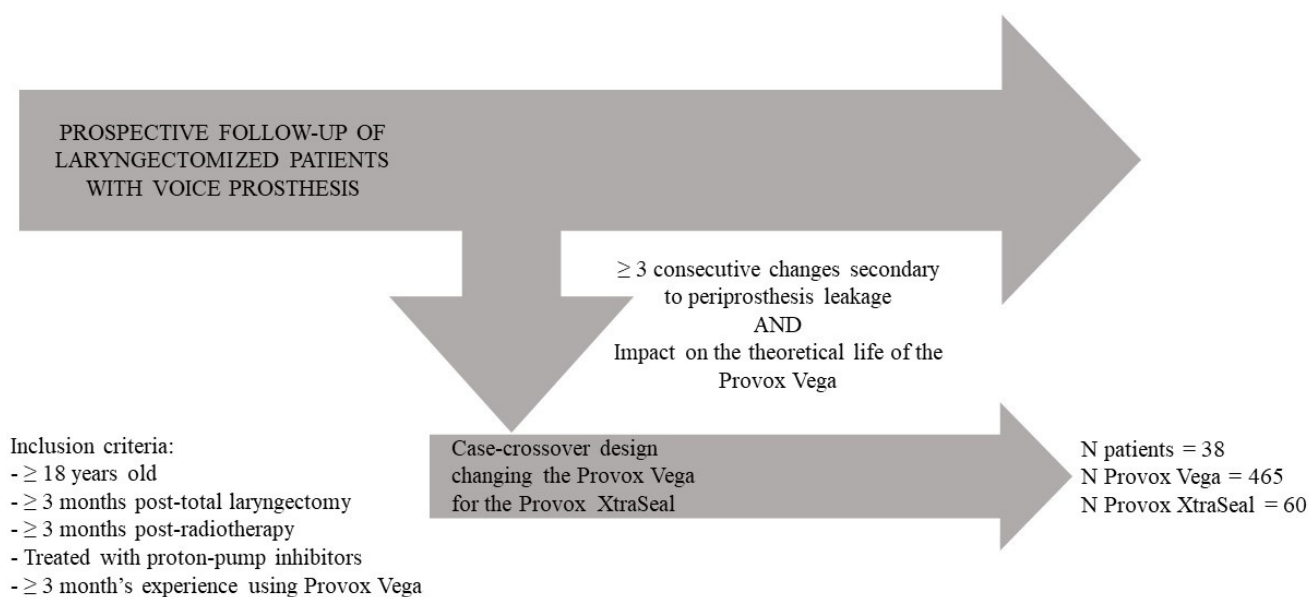 PROSPECTIVE FOLLOW-UP OF
LARYNGECTOMIZED PATIENTS
WITH VOICE PROSTHESIS
≥ 3 consecutive changes secondary
to periprosthesis leakage
AND
Impact on the theoretical life of the
Provox Vega
Inclusion criteria:
- ≥ 18 years old
- ≥ 3 months post-total laryngectomy
- ≥ 3 months post-radiotherapy
- Treated with proton-pump inhibitors
- ≥ 3 month’s experience using Provox Vega
Case-crossover design
changing the Provox Vega
for the Provox XtraSeal
N patients = 38
N Provox Vega = 465
N Provox XtraSeal = 60